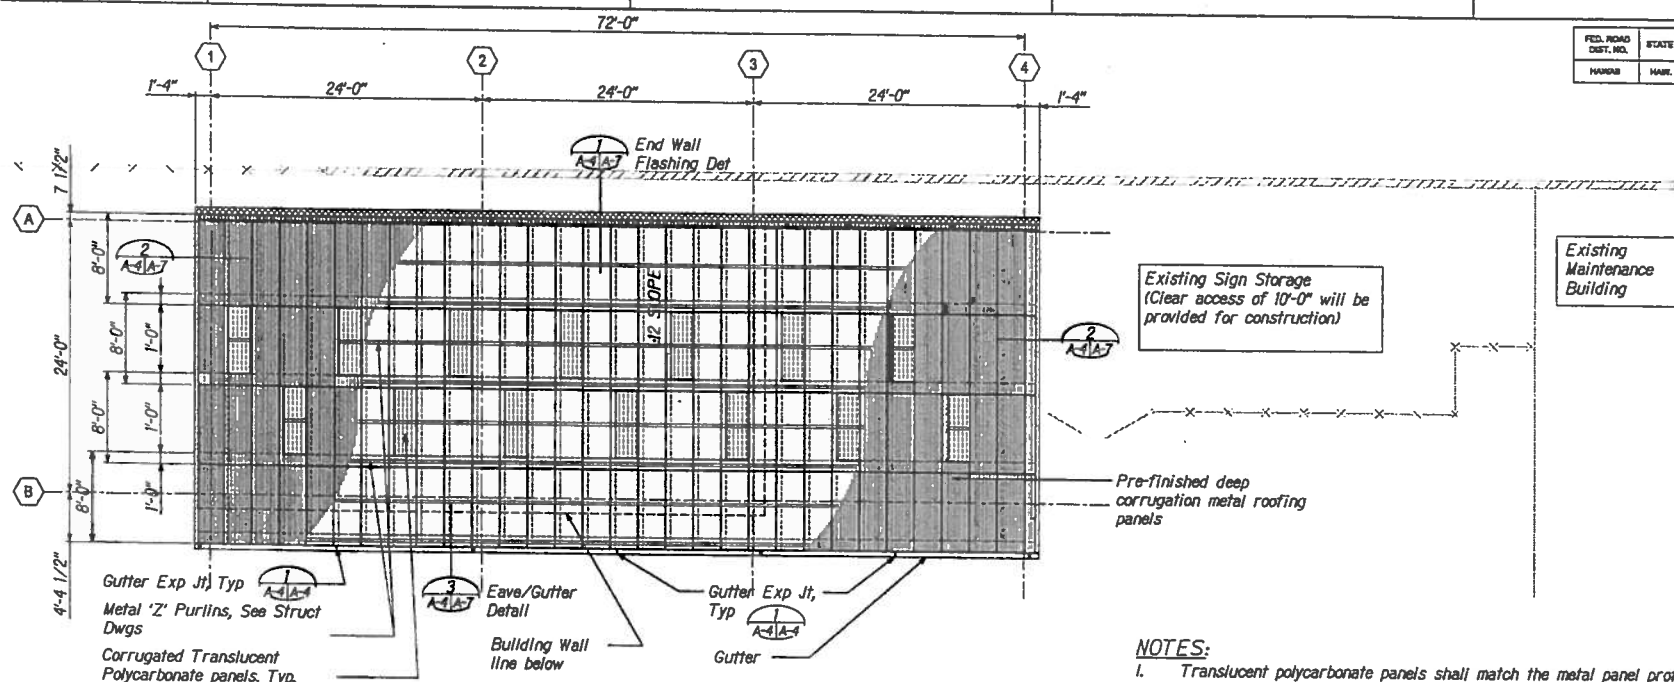 72'-0"
FED. ROAD
DIST. NO.
STATE
HAWAII
HAW.
1
2
3
4
1'-4"
24'-0"
24'-0"
24'-0"
1'-4"
1
A-4 A-7
End Wall
Flashing Det
7 1/2"
A
8'-0"
2
A-4 A-7
:12 SLOPE
Existing Sign Storage
(Clear access of 10'-0" will be
provided for construction)
Existing
Maintenance
Building
24'-0"
8'-0"
1'-0"
2
A-4 A-7
8'-0"
1'-0"
B
8'-0"
1'-0"
Pre-finished deep
corrugation metal roofing
panels
4'-4 1/2"
Gutter Exp Jt, Typ
1
A-4 A-4
Metal 'Z' Purlins, See Struct
Dwgs
Corrugated Translucent
Polycarbonate panels, Typ.
3
A-4 A-7
Eave/Gutter
Detail
Building Wall
line below
Gutter Exp Jt,
Typ
1
A-4 A-4
Gutter
NOTES:
1. Translucent polycarbonate panels shall match the metal panel